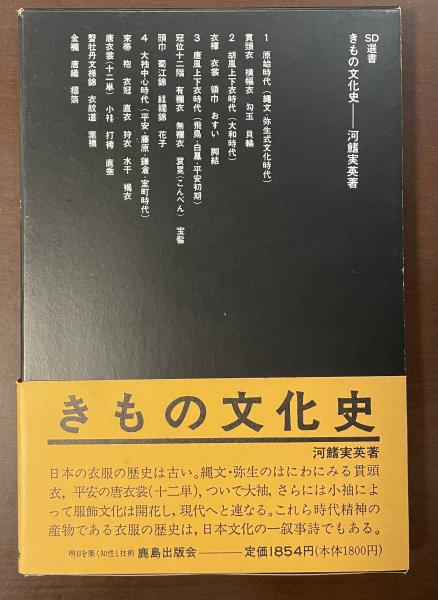 SD選書
きもの文化史――河鰭実英著
1 原始時代（縄文・弥生式文化時代）
貫頭衣 横幅衣 勾玉 貝輪
2 胡風上下衣時代（大和時代）
衣褌 衣裳 領巾 おすい 脚結
3 唐風上下衣時代（飛鳥・白鳳・平安初期）
冠位十二階 有襴衣 無襴衣 袞冕（こんべん） 宝髻
頭巾 蜀江錦 繧繝錦 花子
4 大袖中心時代（平安・藤原・鎌倉・室町時代）
束帯 袍 衣冠 直衣 狩衣 水干 褐衣
唐衣裳（十二単） 小袿 打袴 直垂
蟹牡丹文様錦 衣紋道 素襖
金襴 唐織 摺箔
きもの文化史
河鰭実英著
日本の衣服の歴史は古い。縄文・弥生のはにわにみる貫頭
衣，平安の唐衣裳（十二単），ついで大袖，さらには小袖によ
って服飾文化は開花し，現代へと連なる。これら時代精神の
産物である衣服の歴史は，日本文化の一叙事詩でもある。
明日を築く知性と技術 鹿島出版会――定価1854円（本体1800円）